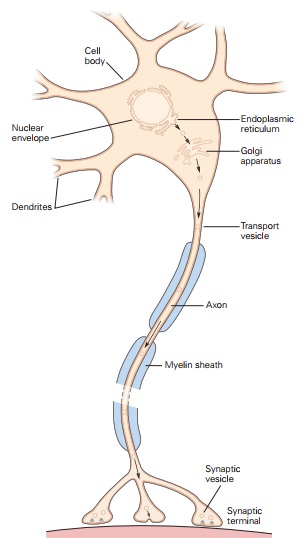 Cell
body
Nuclear
envelope
Endoplasmic
reticulum
Golgi
apparatus
Dendrites
Transport
vesicle
Axon
Myelin sheath
Synaptic
vesicle
Synaptic
terminal